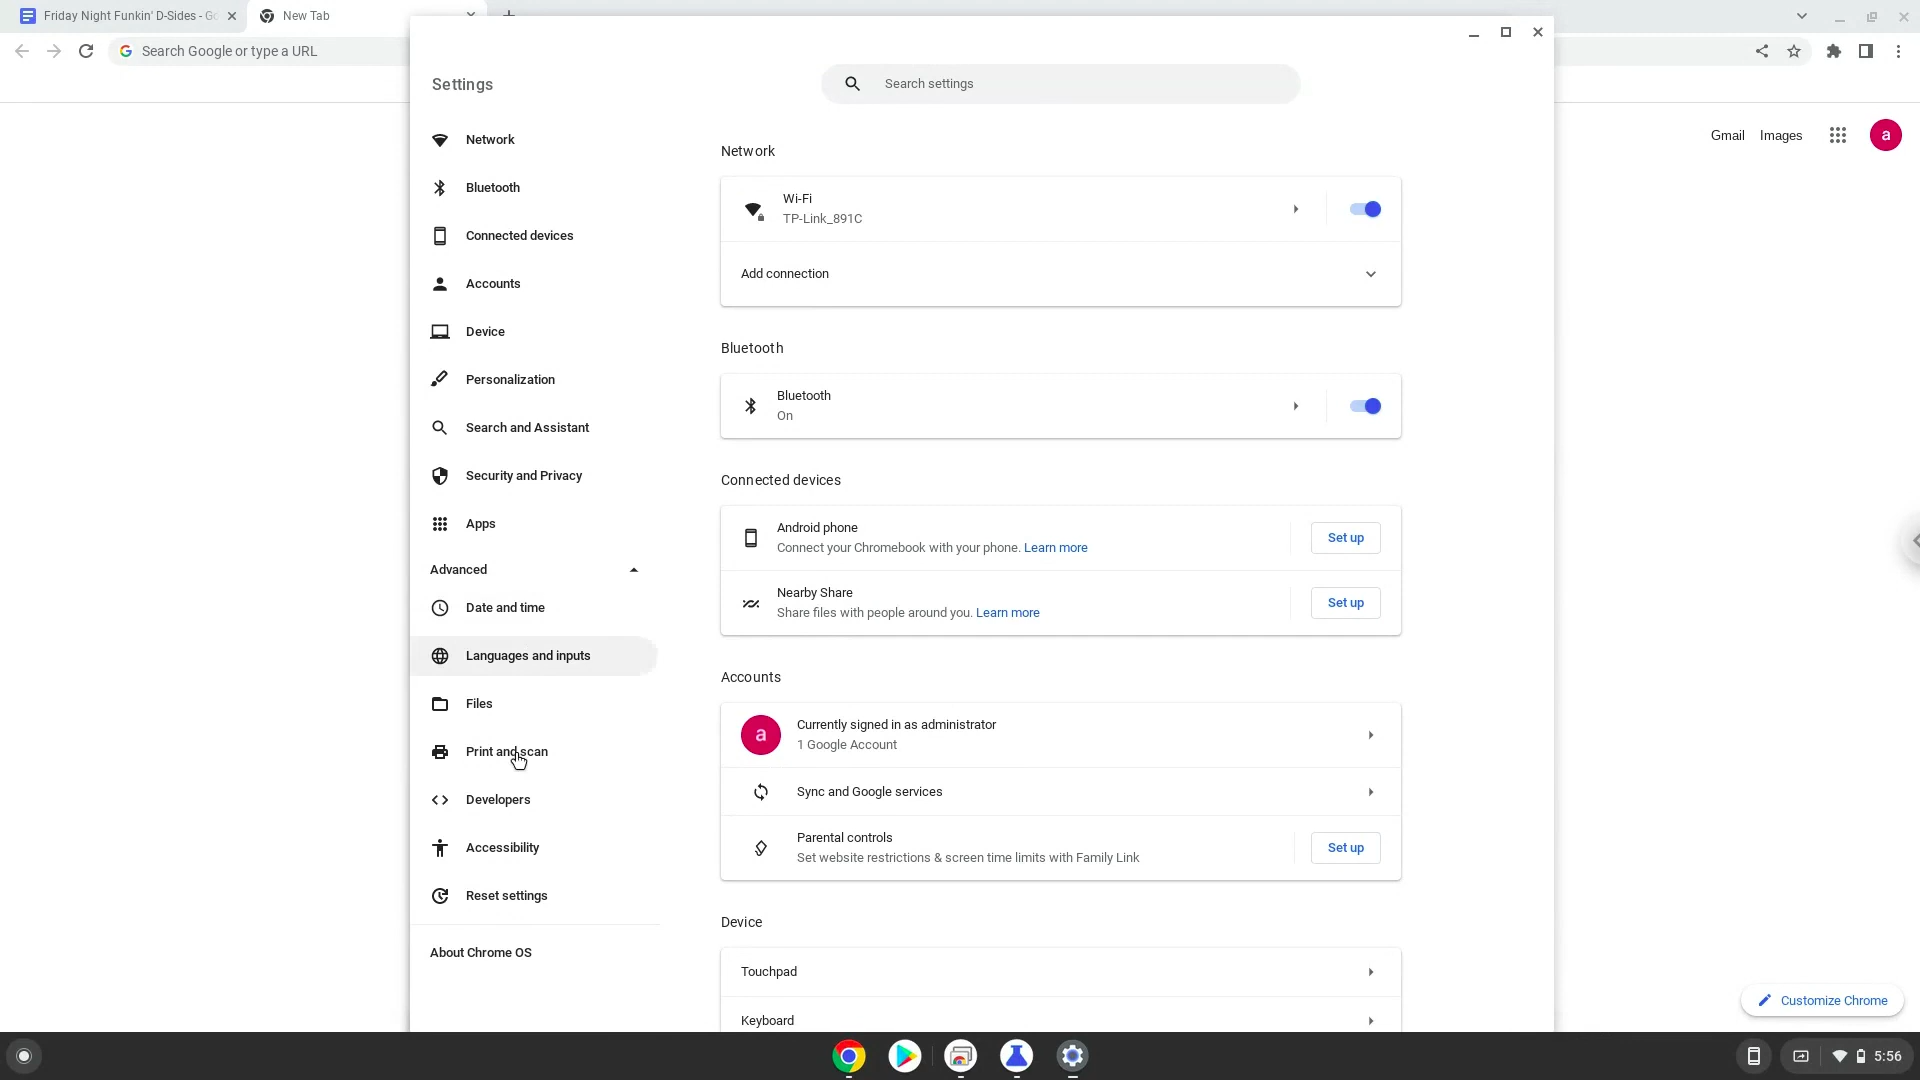 Friday Night Funkin' D-Sides - Go
New Tab
Search Google or type a URL
Settings
Search settings
Gmail
Images
a
Network
Bluetooth
Connected devices
Accounts
Device
Personalization
Search and Assistant
Security and Privacy
Apps
Advanced
Date and time
Languages and inputs
Files
Print and scan
Developers
Accessibility
Reset settings
About Chrome OS
Network
Wi-Fi
TP-Link_891C
Add connection
Bluetooth
Bluetooth
On
Connected devices
Android phone
Connect your Chromebook with your phone. Learn more
Set up
Nearby Share
Share files with people around you. Learn more
Set up
Accounts
a
Currently signed in as administrator
1 Google Account
Sync and Google services
Parental controls
Set website restrictions & screen time limits with Family Link
Set up
Device
Touchpad
Keyboard
Customize Chrome
5:56